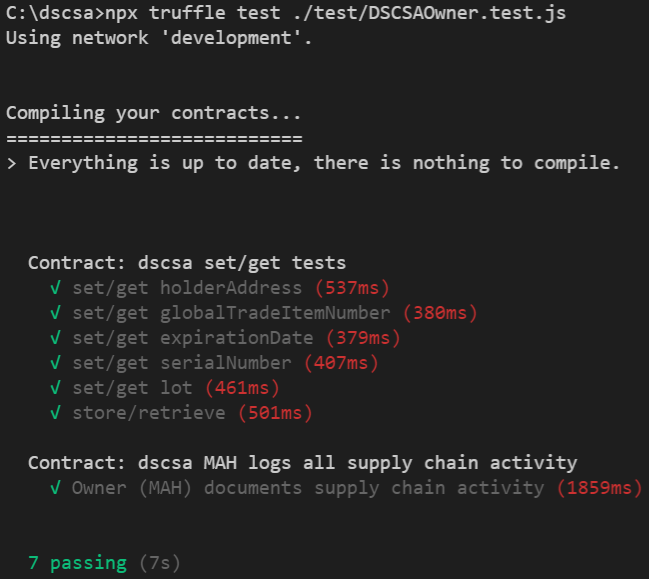 C:\dscsa>npx truffle test ./test/DSCSAOwner.test.js
Using network 'development'.
Compiling your contracts...
===========================
> Everything is up to date, there is nothing to compile.
Contract: dscsa set/get tests
√ set/get holderAddress (537ms)
√ set/get globalTradeItemNumber (380ms)
√ set/get expirationDate (379ms)
√ set/get serialNumber (407ms)
√ set/get lot (461ms)
√ store/retrieve (501ms)
Contract: dscsa MAH logs all supply chain activity
√ Owner (MAH) documents supply chain activity (1859ms)
7 passing (7s)